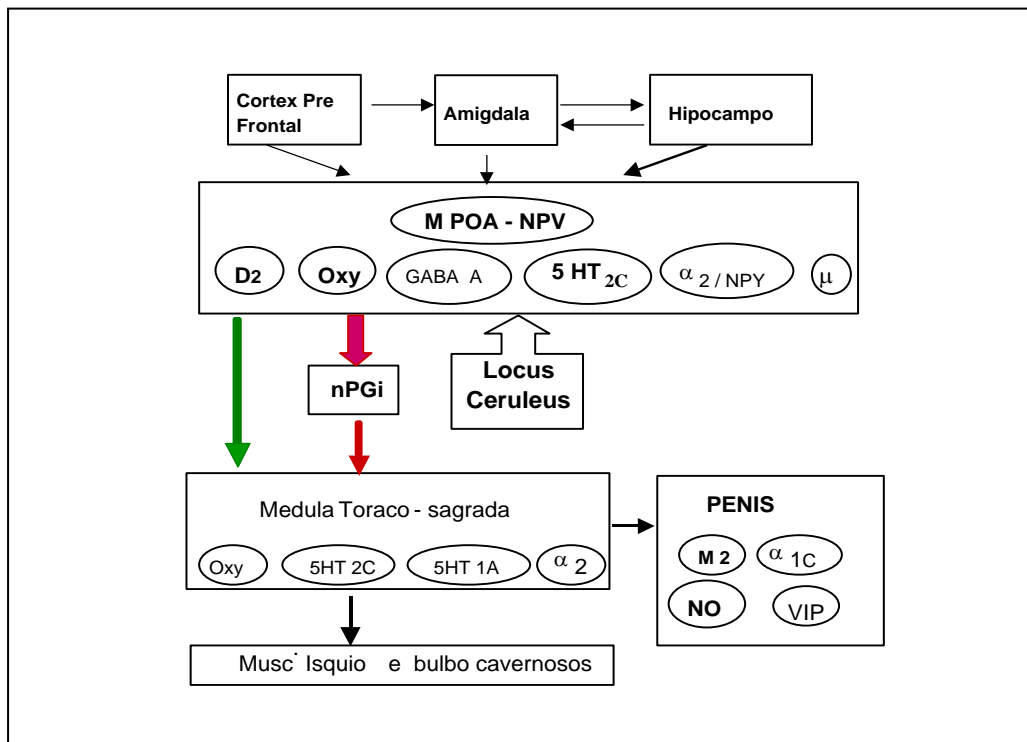 Cortex Pre
Frontal
Amigdala
Hipocampo
M POA - NPV
D2
Oxy
GABA A
5 HT 2C
α 2 / NPY
μ
nPGi
Locus
Ceruleus
Medula Toraco - sagrada
Oxy
5HT 2C
5HT 1A
α 2
PENIS
M 2
α 1C
NO
VIP
Musc˙ Isquio e bulbo cavernosos